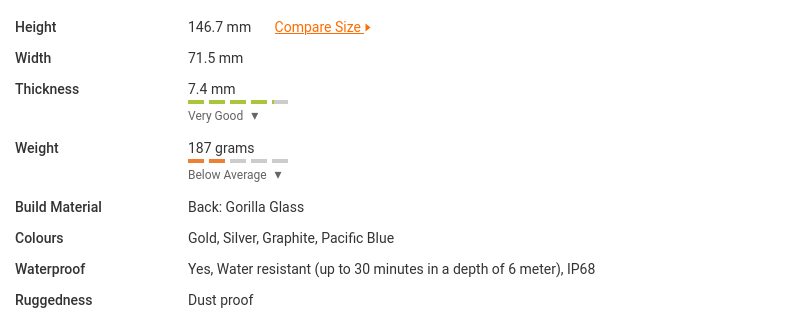 Height 146.7 mm Compare Size
Width 71.5 mm
Thickness 7.4 mm
Very Good ▼
Weight 187 grams
Below Average ▼
Build Material Back: Gorilla Glass
Colours Gold, Silver, Graphite, Pacific Blue
Waterproof Yes, Water resistant (up to 30 minutes in a depth of 6 meter), IP68
Ruggedness Dust proof